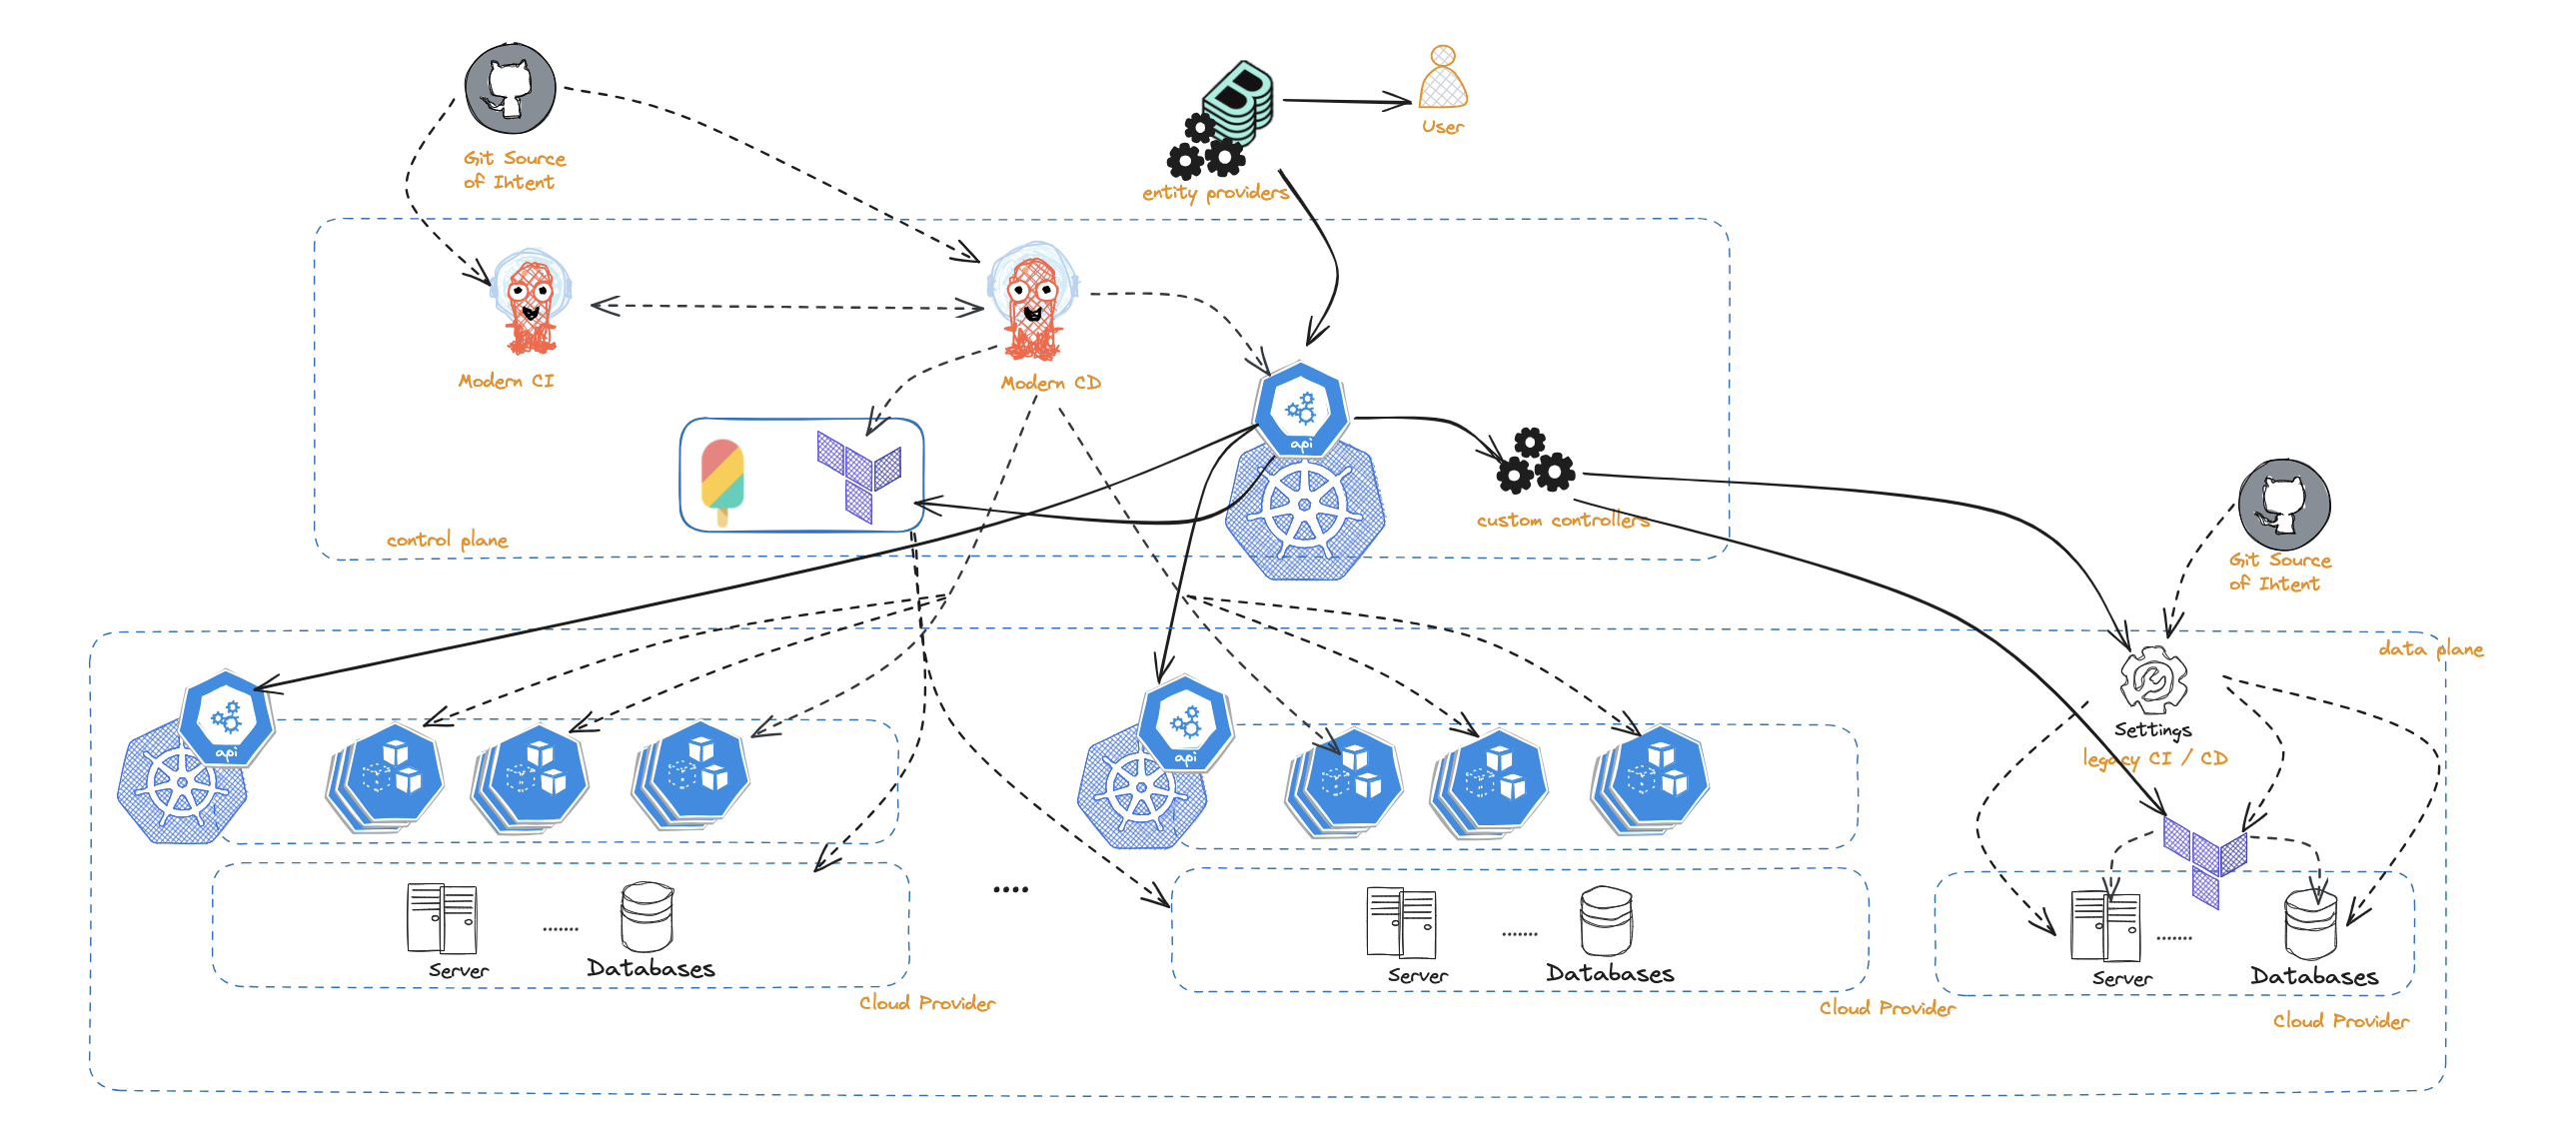 User
Git Source
of Intent
entity providers
Modern CI
Modern CD
api
custom controllers
control plane
Git Source
of Intent
data plane
api
api
Settings
legacy CI / CD
....
.......
Server
Databases
Cloud Provider
.......
Server
Databases
Cloud Provider
.......
Server
Databases
Cloud Provider